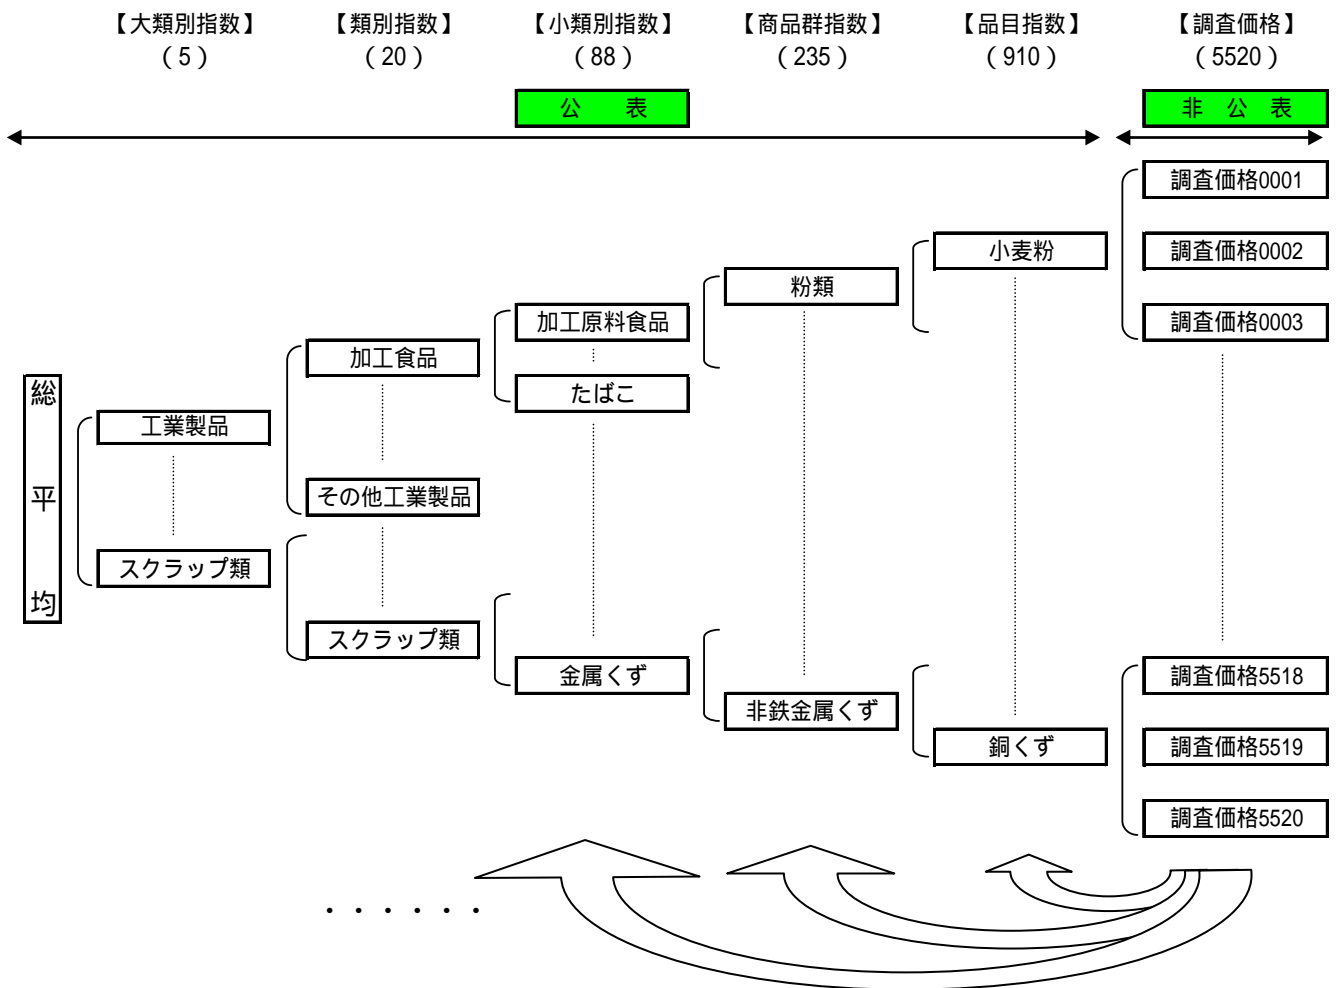 【大類別指数】 【類別指数】 【小類別指数】 【商品群指数】 【品目指数】 【調査価格】
（5） （20） （88） （235） （910） （5520）
公 表 非 公 表
調査価格0001
小麦粉 調査価格0002
粉類
加工原料食品 調査価格0003
加工食品
たばこ
工業製品
総平均
その他工業製品
スクラップ類
スクラップ類
金属くず 調査価格5518
非鉄金属くず
銅くず 調査価格5519
調査価格5520
・・・・・・